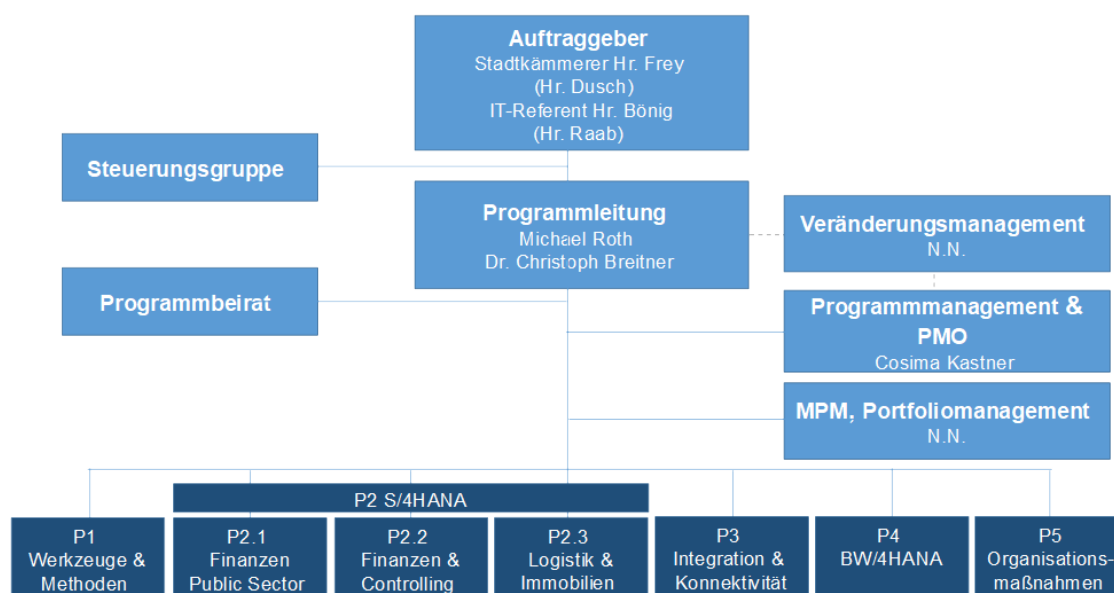 Auftraggeber
Stadtkämmerer Hr. Frey
(Hr. Dusch)
IT-Referent Hr. Bönig
(Hr. Raab)
Steuerungsgruppe
Programmleitung
Michael Roth
Dr. Christoph Breitner
Veränderungsmanagement
N.N.
Programmbeirat
Programmmanagement &
PMO
Cosima Kastner
MPM, Portfoliomanagement
N.N.
P2 S/4HANA
P1
Werkzeuge &
Methoden
P2.1
Finanzen
Public Sector
P2.2
Finanzen &
Controlling
P2.3
Logistik &
Immobilien
P3
Integration &
Konnektivität
P4
BW/4HANA
P5
Organisations-
maßnahmen